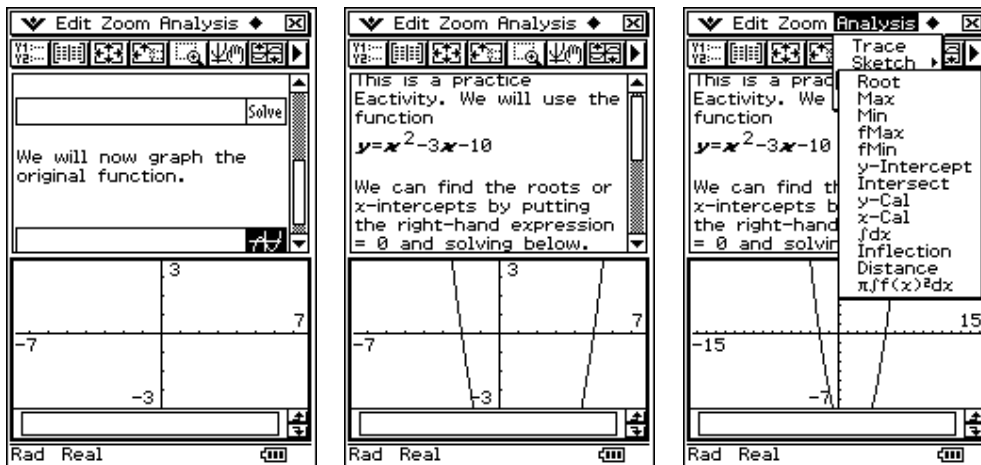 Edit Zoom Analysis
Solve
We will now graph the
original function.
3
7
-7
-3
Rad Real
Edit Zoom Analysis
This is a practice
Eactivity. We will use the
function
y=x²-3x-10
We can find the roots or
x-intercepts by putting
the right-hand expression
= 0 and solving below.
3
7
-7
-3
Rad Real
Edit Zoom Analysis
Trace
Sketch
Root
Max
Min
fMax
fMin
y-Intercept
Intersect
y-Cal
x-Cal
∫dx
Inflection
Distance
π∫f(x)²dx
This is a prac
Eactivity. We
function
y=x²-3x-10
We can find th
x-intercepts b
the right-hand
= 0 and solvin
15
-15
-7
Rad Real